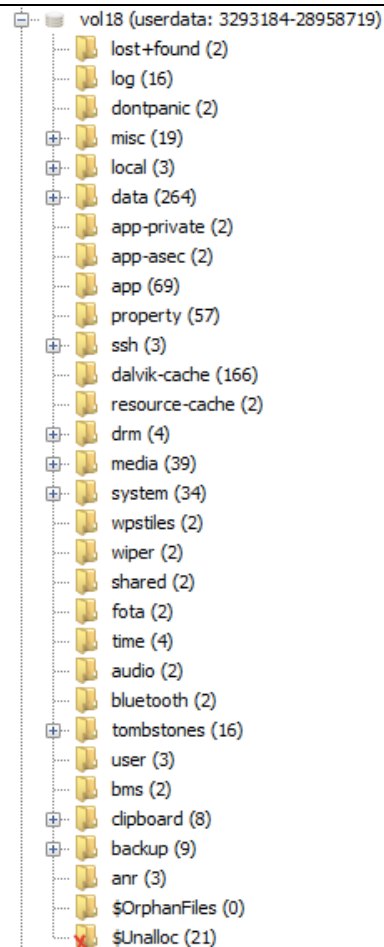 vol18 (userdata: 3293184-28958719)
lost+found (2)
log (16)
dontpanic (2)
misc (19)
local (3)
data (264)
app-private (2)
app-asec (2)
app (69)
property (57)
ssh (3)
dalvik-cache (166)
resource-cache (2)
drm (4)
media (39)
system (34)
wpstiles (2)
wiper (2)
shared (2)
fota (2)
time (4)
audio (2)
bluetooth (2)
tombstones (16)
user (3)
bms (2)
clipboard (8)
backup (9)
anr (3)
$OrphanFiles (0)
$Unalloc (21)